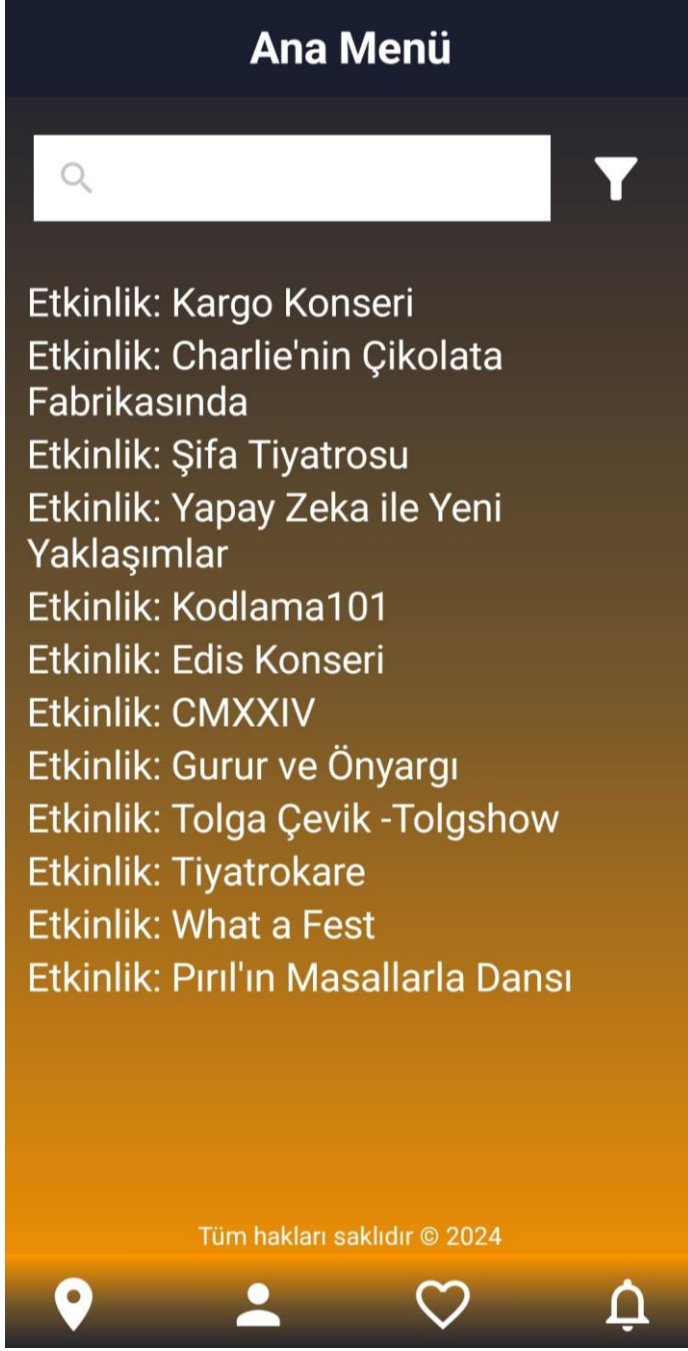 Ana Menü
Etkinlik: Kargo Konseri
Etkinlik: Charlie'nin Çikolata
Fabrikasında
Etkinlik: Şifa Tiyatrosu
Etkinlik: Yapay Zeka ile Yeni
Yaklaşımlar
Etkinlik: Kodlama101
Etkinlik: Edis Konseri
Etkinlik: CMXXIV
Etkinlik: Gurur ve Önyargı
Etkinlik: Tolga Çevik -Tolgshow
Etkinlik: Tiyatrokare
Etkinlik: What a Fest
Etkinlik: Pırıl'ın Masallarla Dansı
Tüm hakları saklıdır © 2024